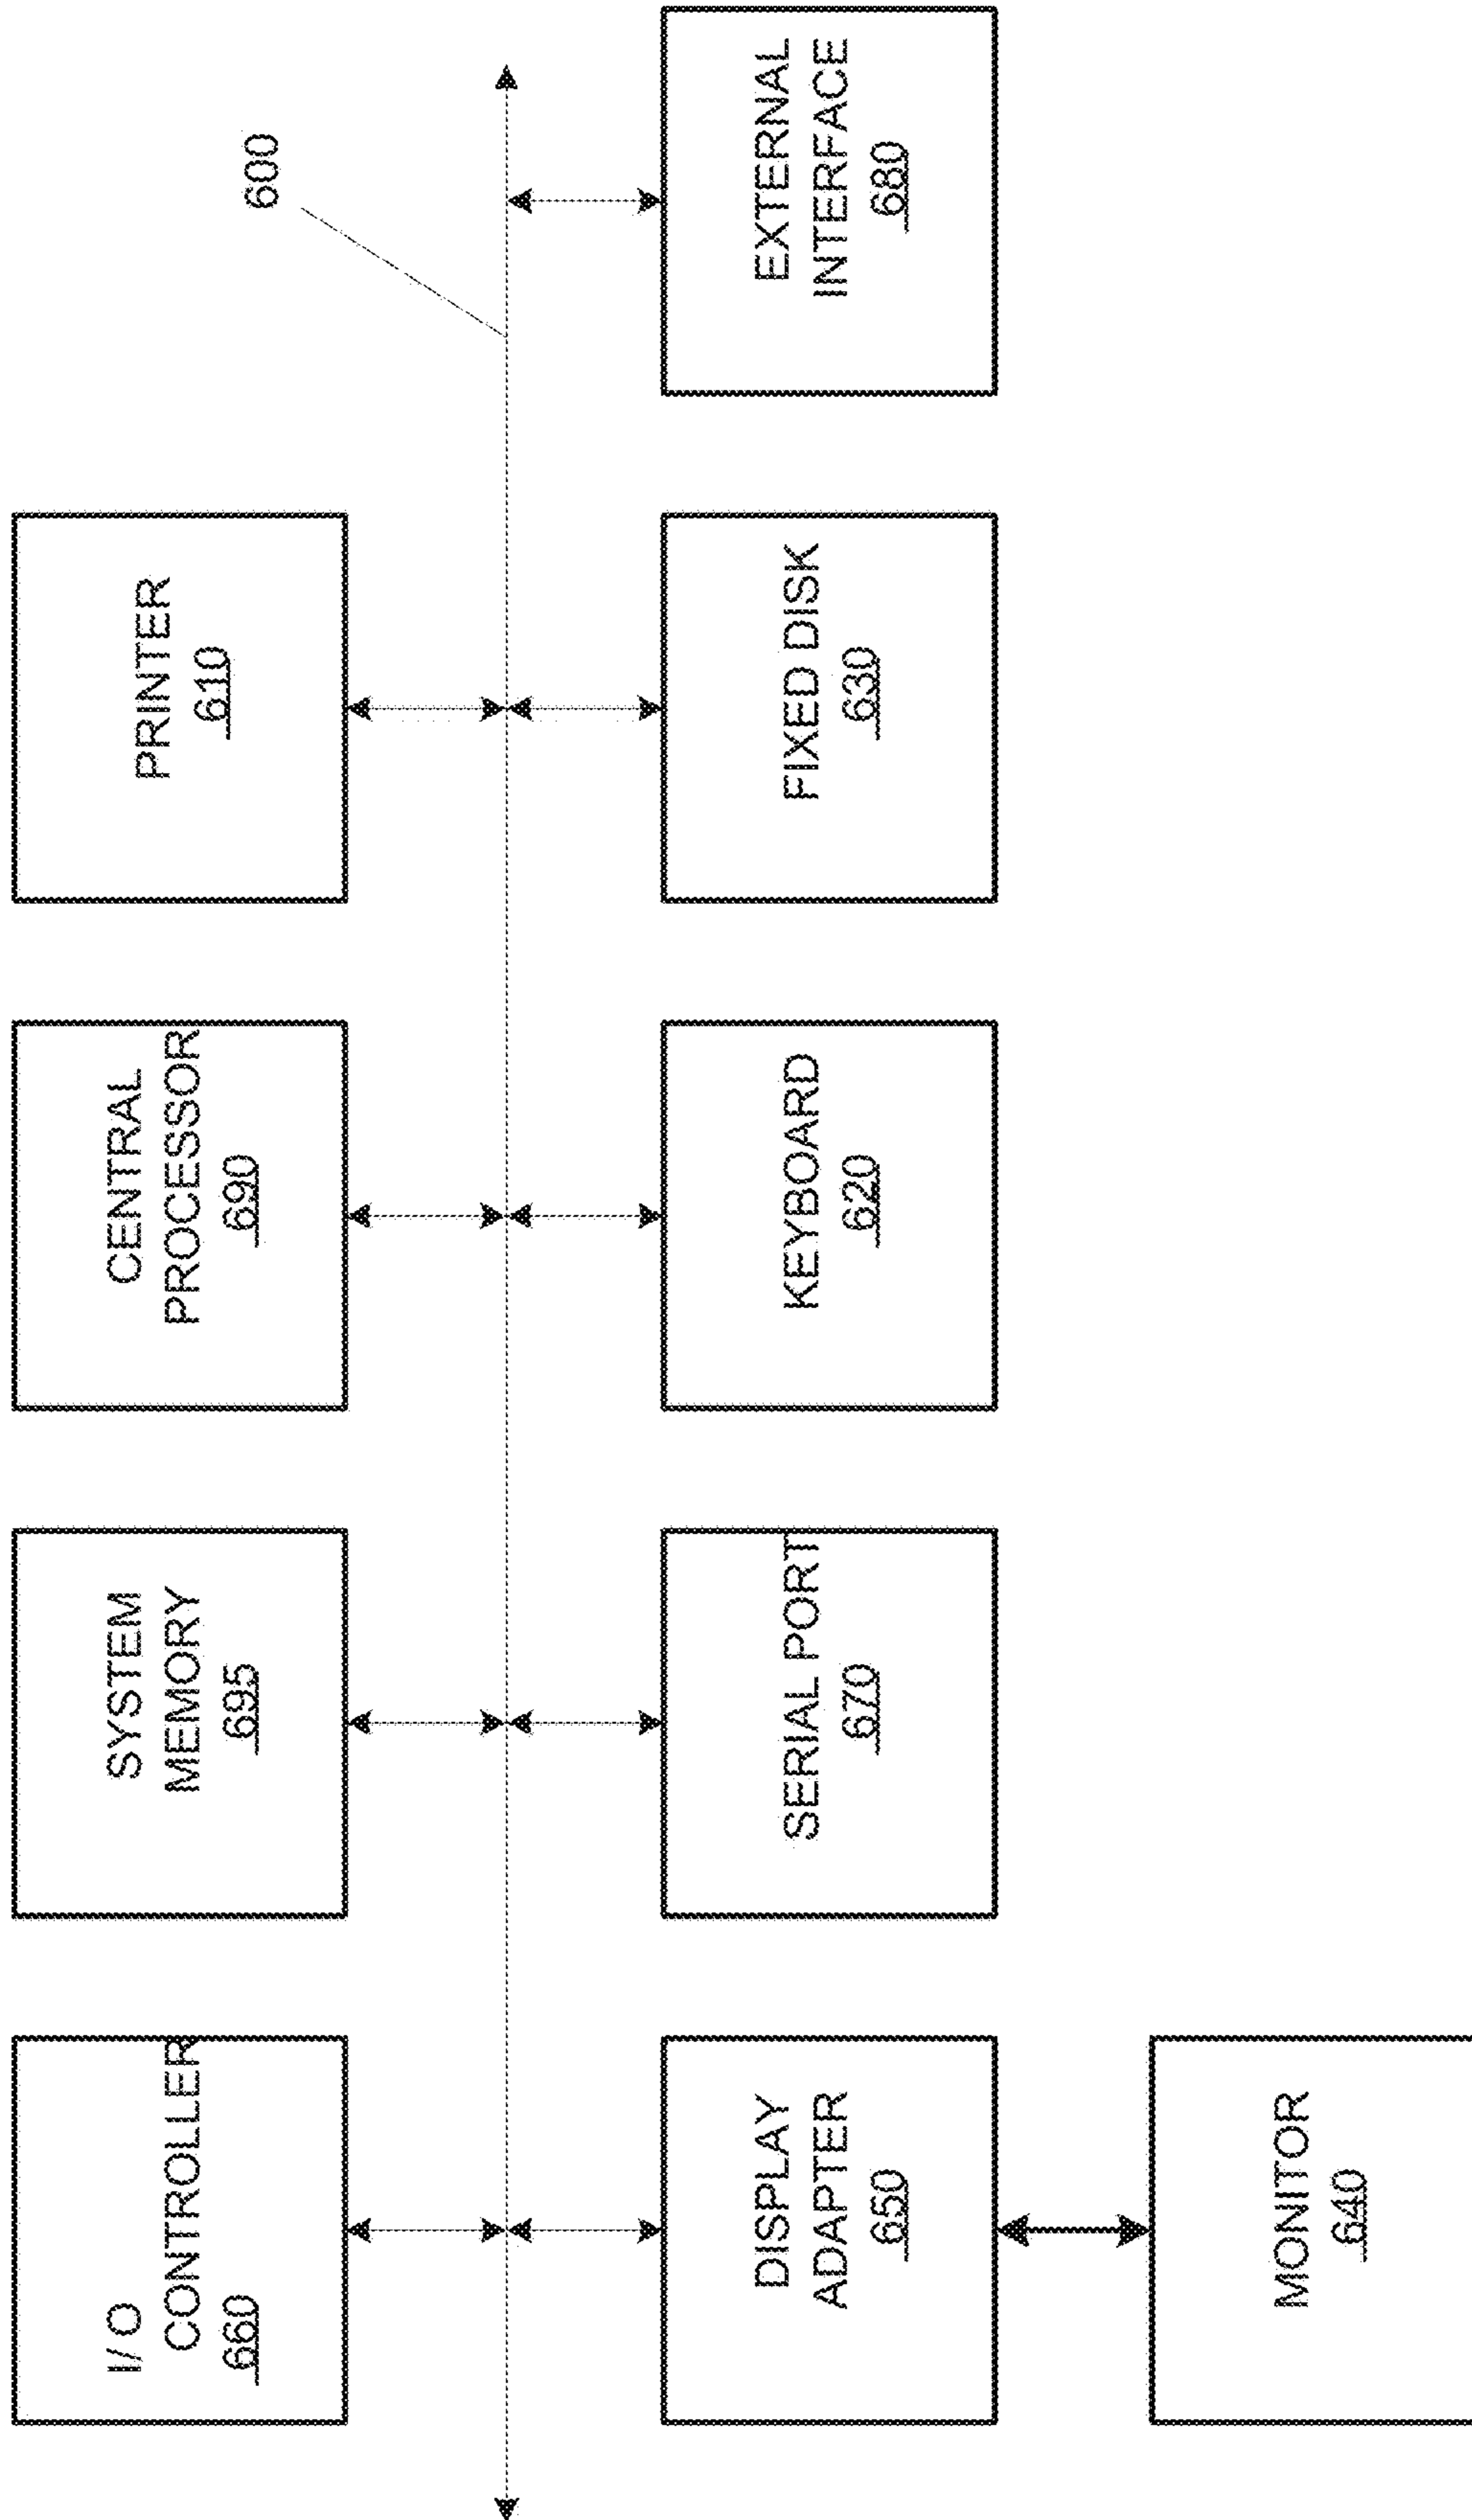 600
I/ O
CONTROLLER
660
SYSTEM
MEMORY
695
CENTRAL
PROCESSOR
690
PRINTER
610
DISPLAY
ADAPTER
650
SERIAL PORT
670
KEYBOARD
620
FIXED DISK
630
EXTERNAL
INTERFACE
680
MONITOR
640